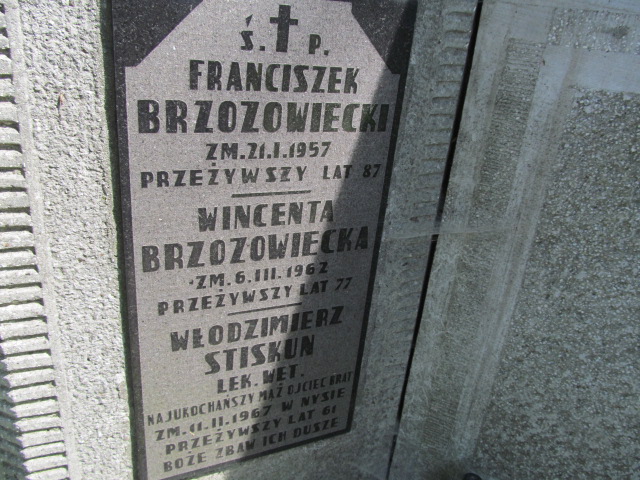 Ś. P.
FRANCISZEK
BRZOZOWIECKI
ZM. 21.I.1957
PRZEŻYWSZY LAT 87
WINCENTA
BRZOZOWIECKA
ZM. 6.III.1962
PRZEŻYWSZY LAT 77
WŁODZIMIERZ
STISKUN
LEK. WET.
NAJUKOCHAŃSZY MĄŻ OJCIEC BRAT
ZM. 11.II.1967 W NYSIE
PRZEŻYWSZY LAT 61
BOŻE ZBAW ICH DUSZE